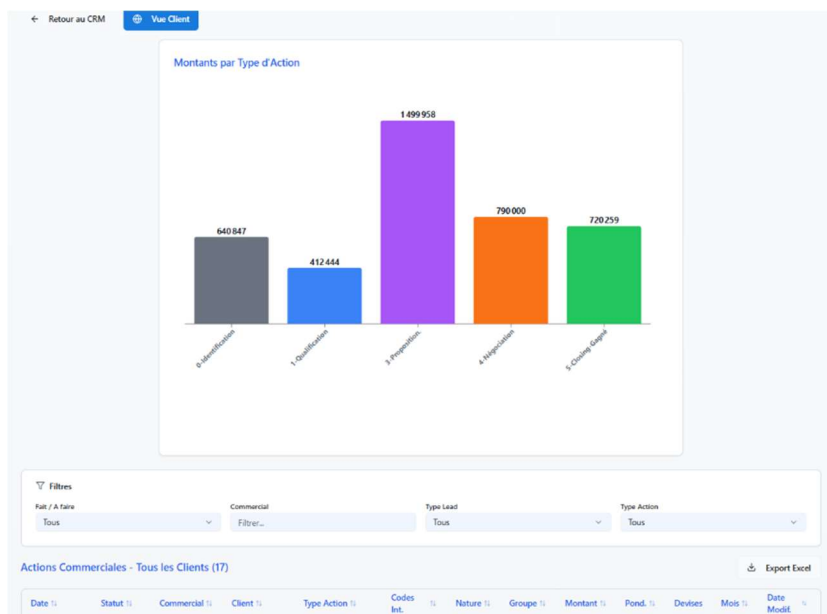 ← Retour au CRM Vue Client
Montants par Type d'Action
1 499 958
790 000
720 259
640 847
412 444
0-Identification 1-Qualification 3-Proposition. 4-Négociation 5-Closing-Gagné
Filtres
Fait / A faire Commercial Type Lead Type Action
Tous Filtrer... Tous Tous
Actions Commerciales - Tous les Clients (17) Export Excel
Date Statut Commercial Client Type Action Codes Int. Nature Groupe Montant Pond. Devises Mois Date Modif.